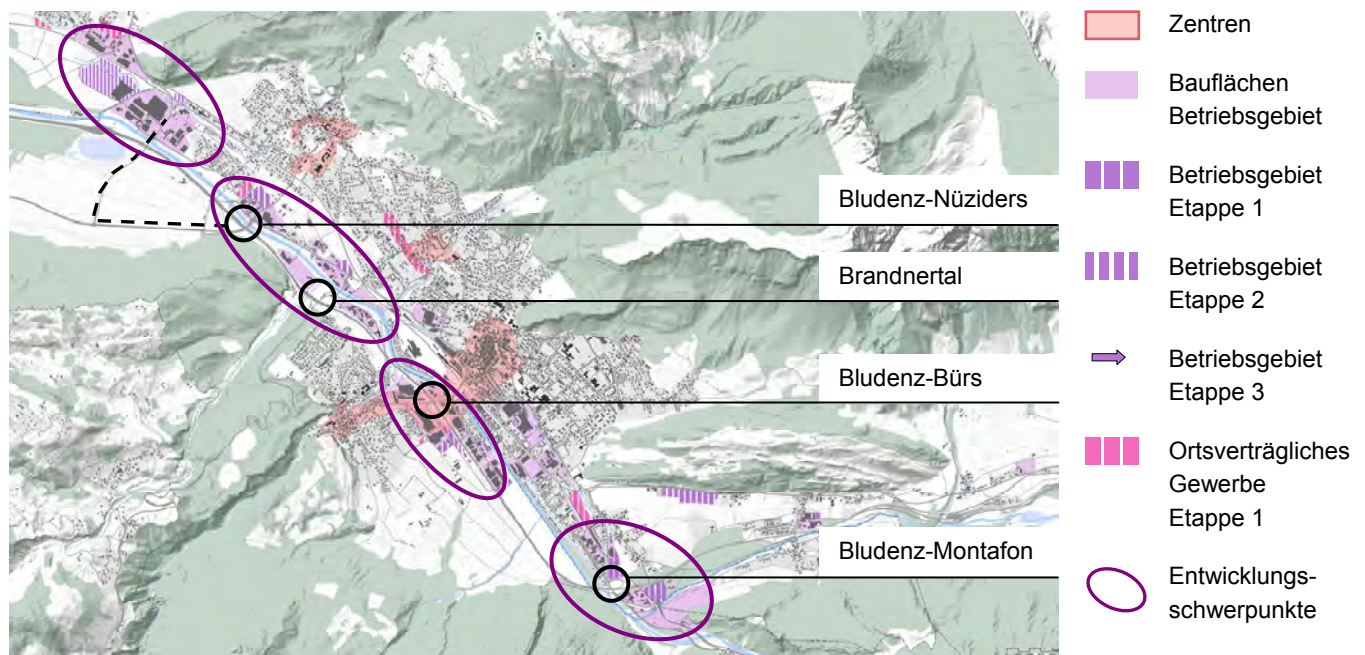 Bludenz-Nüziders
Brandnertal
Bludenz-Bürs
Bludenz-Montafon
Zentren
Bauflächen
Betriebsgebiet
Betriebsgebiet
Etappe 1
Betriebsgebiet
Etappe 2
Betriebsgebiet
Etappe 3
Ortsverträgliches
Gewerbe
Etappe 1
Entwicklungs-
schwerpunkte